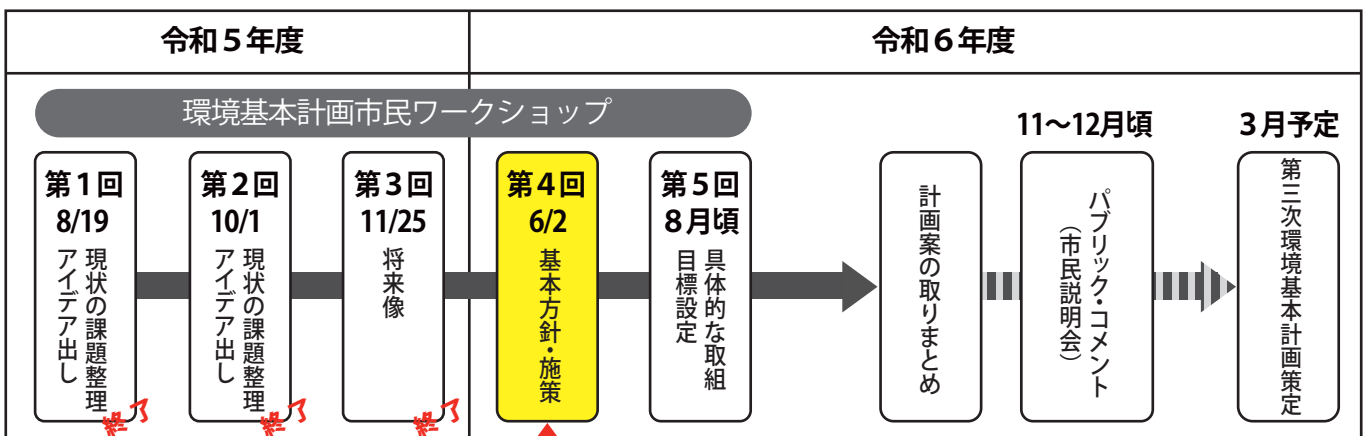 令和５年度
令和６年度
環境基本計画市民ワークショップ
第１回
8/19
現状の課題整理
アイデア出し
終了
第２回
10/1
現状の課題整理
アイデア出し
終了
第３回
11/25
将来像
終了
第４回
6/2
基本方針・施策
第５回
８月頃
具体的な取組
目標設定
計画案の取りまとめ
11〜12月頃
パブリック・コメント
（市民説明会）
３月予定
第三次環境基本計画策定